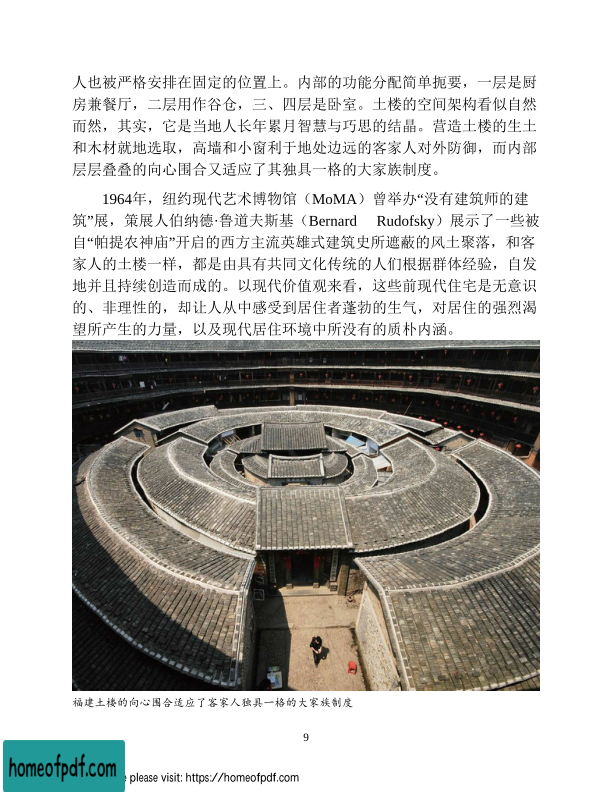 人也被严格安排在固定的位置上。内部的功能分配简单扼要，一层是厨
房兼餐厅，二层用作谷仓，三、四层是卧室。土楼的空间架构看似自然
而然，其实，它是当地人长年累月智慧与巧思的结晶。营造土楼的生土
和木材就地选取，高墙和小窗利于地处边远的客家人对外防御，而内部
层层叠叠的向心围合又适应了其独具一格的大家族制度。
1964年，纽约现代艺术博物馆（MoMA）曾举办“没有建筑师的建
筑”展，策展人伯纳德·鲁道夫斯基（Bernard Rudofsky）展示了一些被
自“帕提农神庙”开启的西方主流英雄式建筑史所遮蔽的风土聚落，和客
家人的土楼一样，都是由具有共同文化传统的人们根据群体经验，自发
地并且持续创造而成的。以现代价值观来看，这些前现代住宅是无意识
的、非理性的，却让人从中感受到居住者蓬勃的生气，对居住的强烈渴
望所产生的力量，以及现代居住环境中所没有的质朴内涵。
福建土楼的向心围合适应了客家人独具一格的大家族制度
9
homeofpdf.com
please visit: https://homeofpdf.com